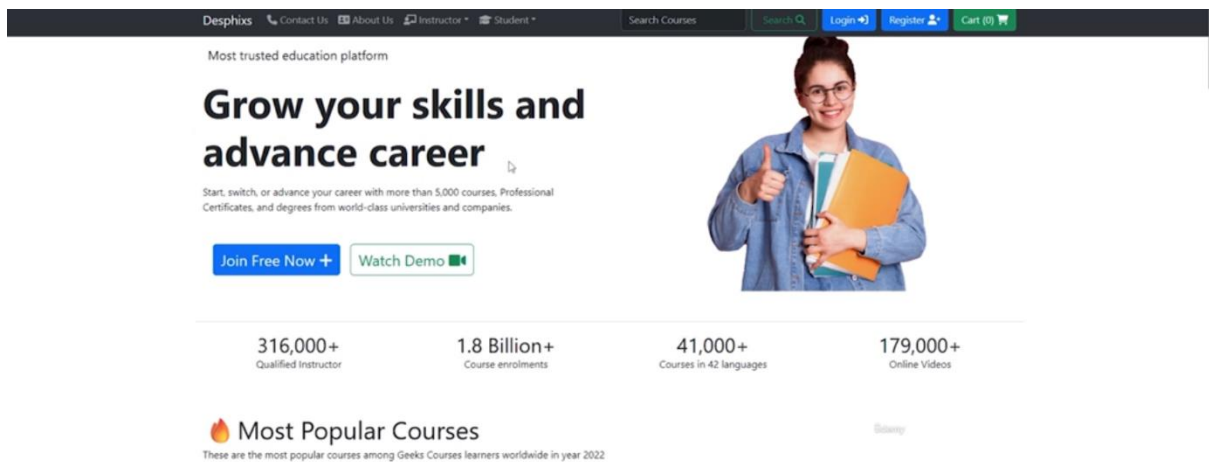 Desphixs Contact Us About Us Instructor Student Search Courses Search Login Register Cart (0)
Most trusted education platform
Grow your skills and
advance career
Start, switch, or advance your career with more than 5,000 courses, Professional
Certificates, and degrees from world-class universities and companies.
Join Free Now + Watch Demo
316,000+ 1.8 Billion+ 41,000+ 179,000+
Qualified Instructor Course enrolments Courses in 42 languages Online Videos
Most Popular Courses
Udemy
These are the most popular courses among Geeks Courses learners worldwide in year 2022